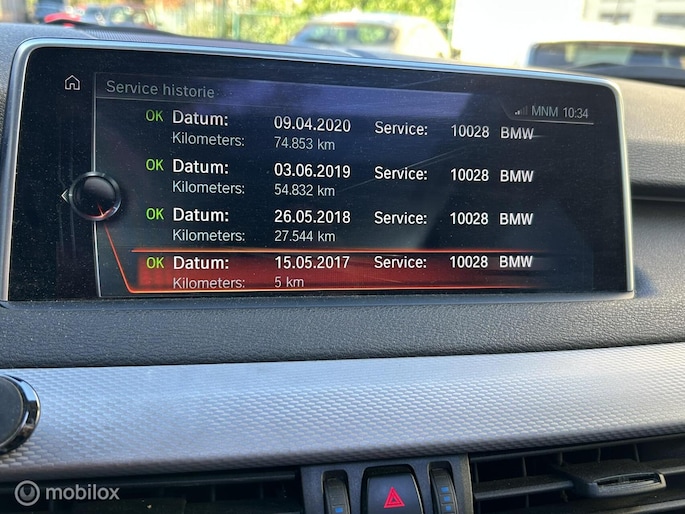 Service historie
MNM 10:34
OK Datum: 09.04.2020 Service: 10028 BMW
Kilometers: 74.853 km
OK Datum: 03.06.2019 Service: 10028 BMW
Kilometers: 54.832 km
OK Datum: 26.05.2018 Service: 10028 BMW
Kilometers: 27.544 km
OK Datum: 15.05.2017 Service: 10028 BMW
Kilometers: 5 km
mobilox